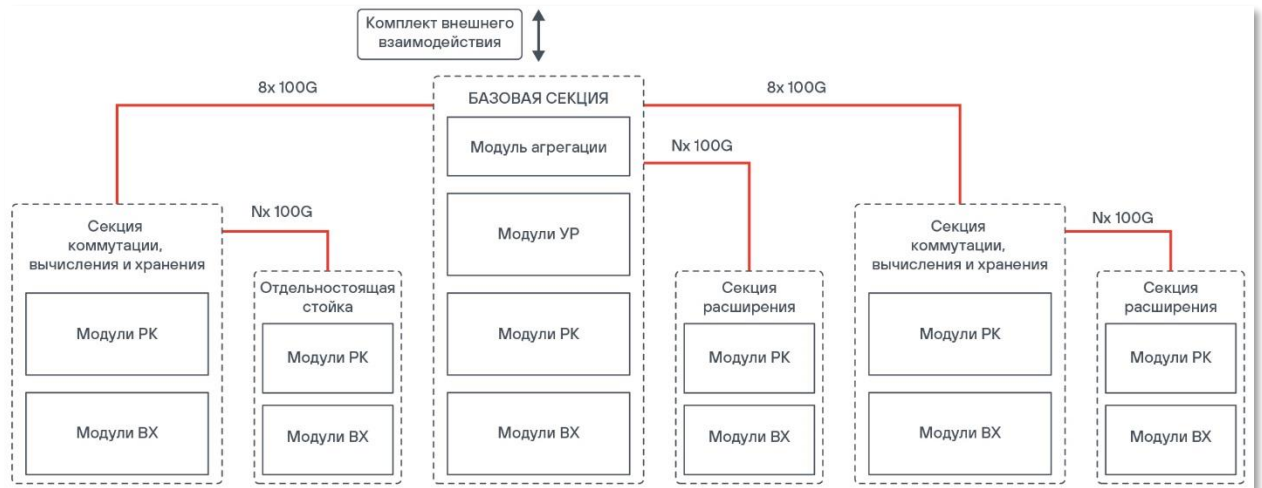 Комплект внешнего
взаимодействия
8x 100G
БАЗОВАЯ СЕКЦИЯ
8x 100G
Модуль агрегации
Nx 100G
Модули УР
Модули РК
Модули ВХ
Секция
коммутации,
вычисления и хранения
Nx 100G
Модули РК
Модули ВХ
Отдельностоящая
стойка
Модули РК
Модули ВХ
Секция
расширения
Модули РК
Модули ВХ
Секция
коммутации,
вычисления и хранения
Nx 100G
Модули РК
Модули ВХ
Секция
расширения
Модули РК
Модули ВХ